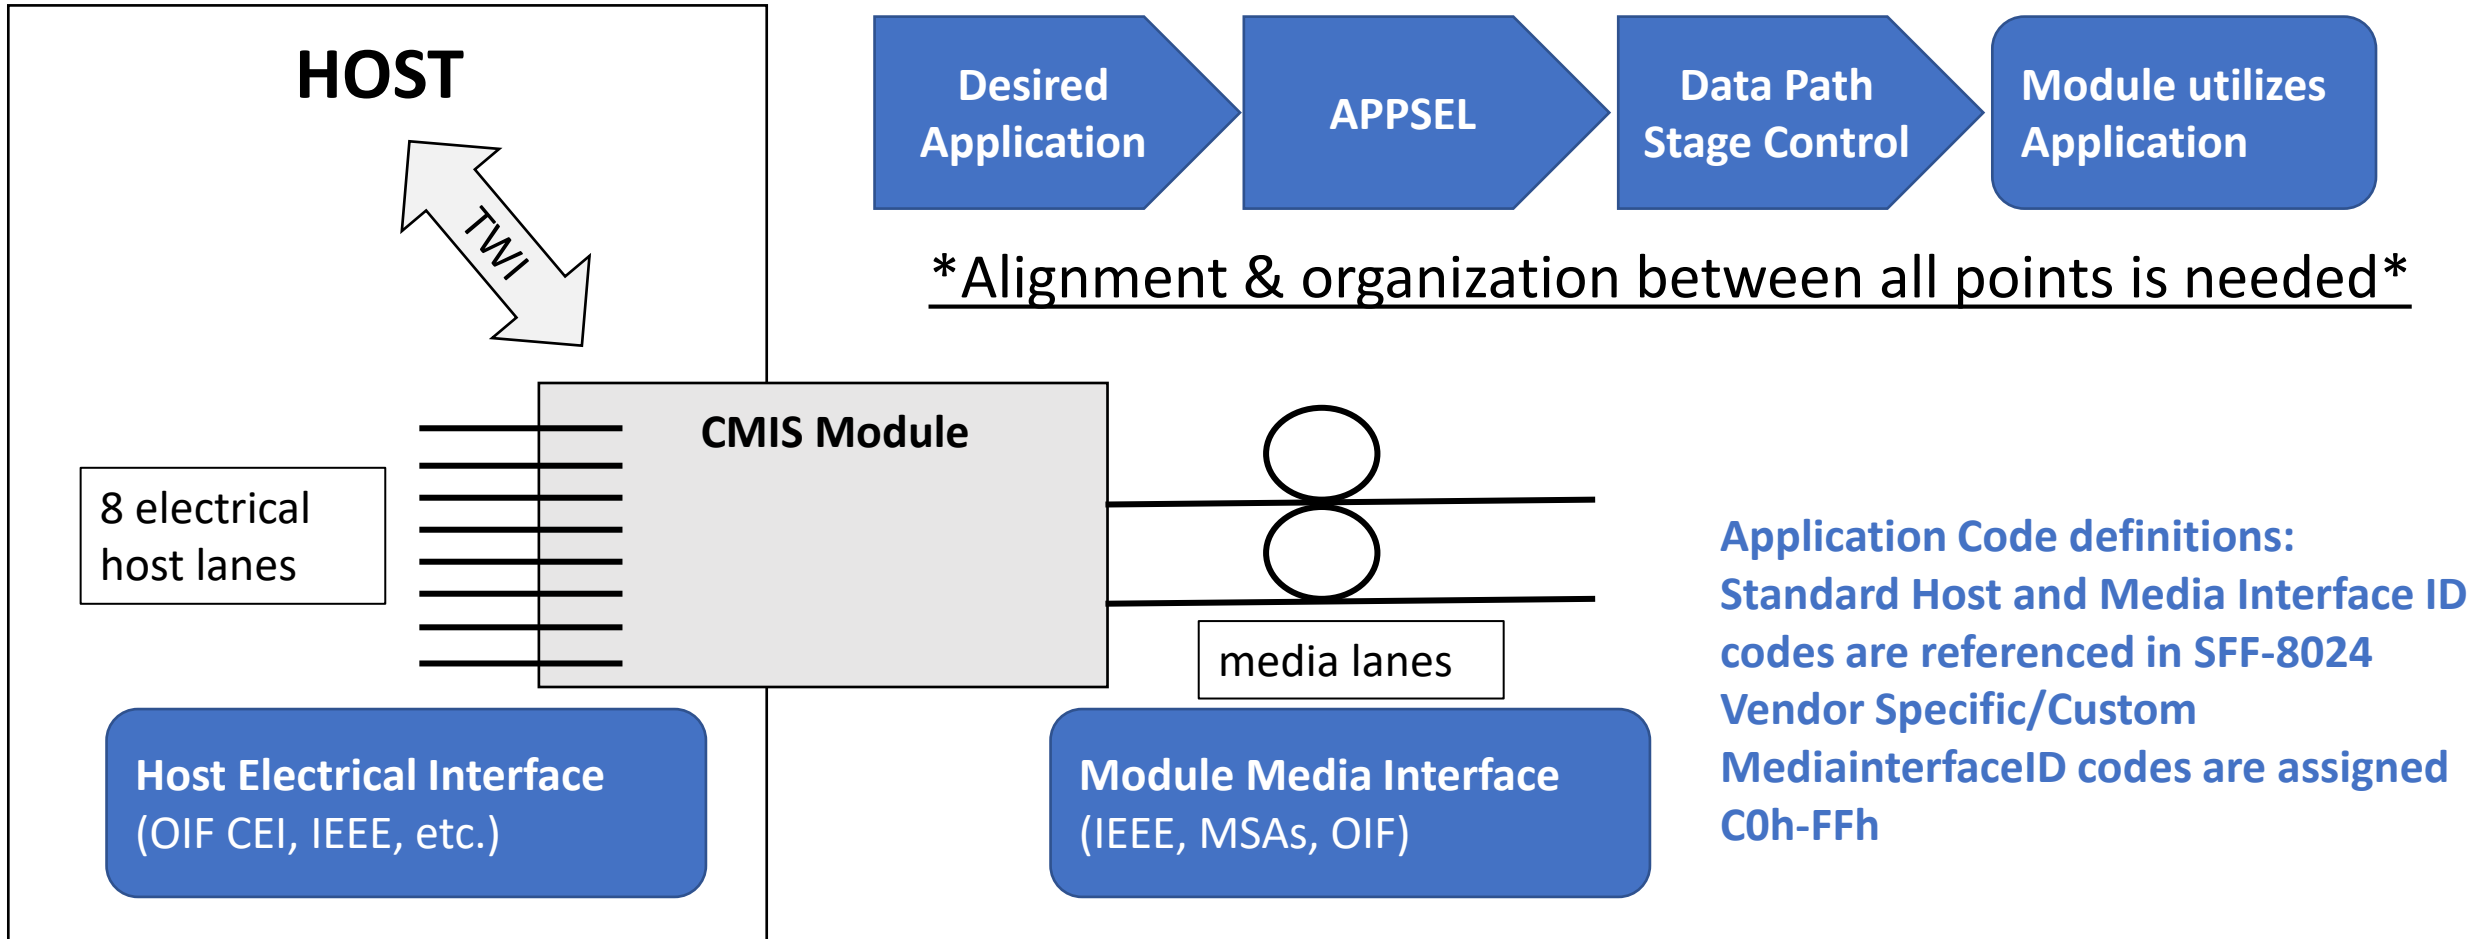 HOST
TWI
Desired
Application
APPSEL
Data Path
Stage Control
Module utilizes
Application
*Alignment & organization between all points is needed*
CMIS Module
8 electrical
host lanes
media lanes
Host Electrical Interface
(OIF CEI, IEEE, etc.)
Module Media Interface
(IEEE, MSAs, OIF)
Application Code definitions:
Standard Host and Media Interface ID
codes are referenced in SFF-8024
Vendor Specific/Custom
MediainterfaceID codes are assigned
C0h-FFh